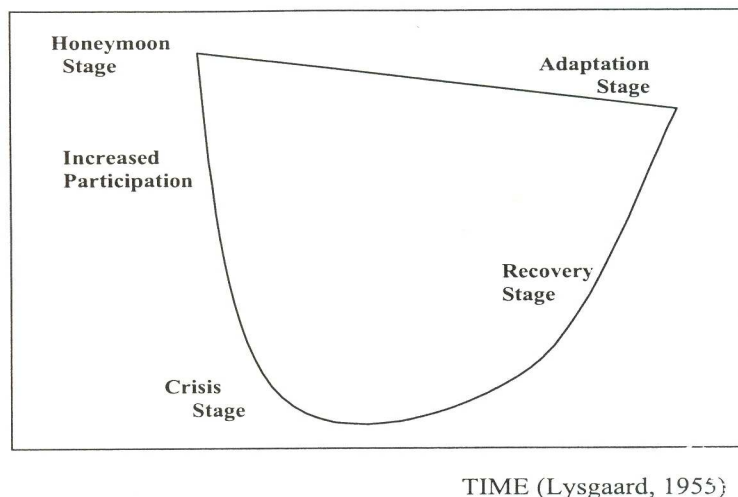 Honeymoon
Stage
Adaptation
Stage
Increased
Participation
Recovery
Stage
Crisis
Stage
TIME (Lysgaard, 1955)